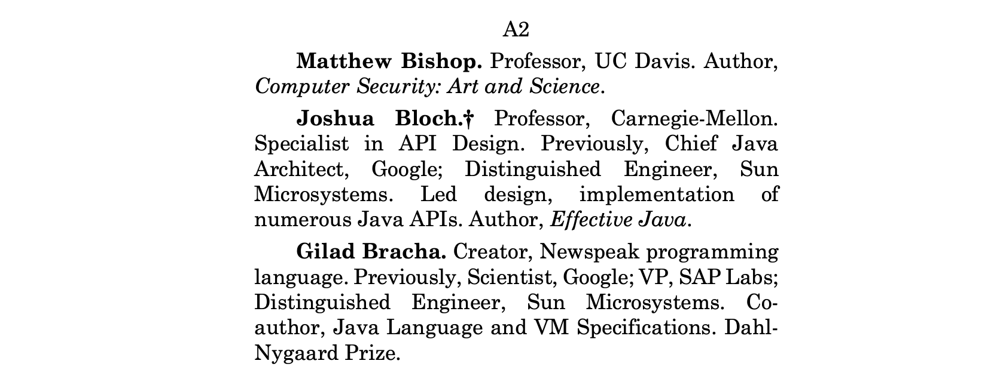 A2
Matthew Bishop. Professor, UC Davis. Author,
Computer Security: Art and Science.
Joshua Bloch.† Professor, Carnegie-Mellon.
Specialist in API Design. Previously, Chief Java
Architect, Google; Distinguished Engineer, Sun
Microsystems. Led design, implementation of
numerous Java APIs. Author, Effective Java.
Gilad Bracha. Creator, Newspeak programming
language. Previously, Scientist, Google; VP, SAP Labs;
Distinguished Engineer, Sun Microsystems. Co-
author, Java Language and VM Specifications. Dahl-
Nygaard Prize.